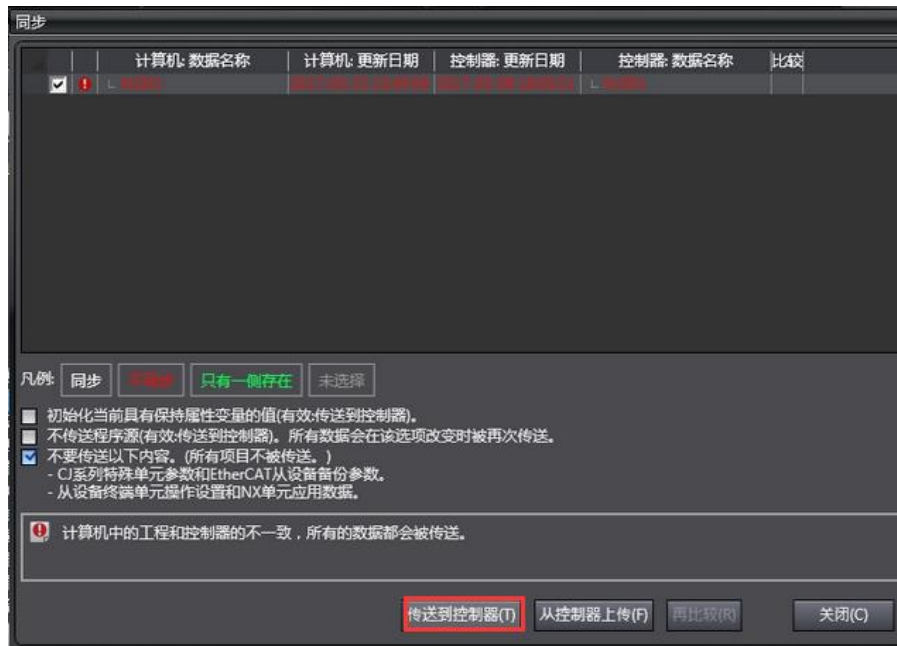 同步
计算机: 数据名称 计算机: 更新日期 控制器: 更新日期 控制器: 数据名称 比较
凡例: 同步 只有一侧存在 未选择
初始化当前具有保持属性变量的值(有效:传送到控制器)。
不传送程序源(有效:传送到控制器)。所有数据会在该选项改变时被再次传送。
不要传送以下内容。(所有项目不被传送。)
- CJ系列特殊单元参数和EtherCAT从设备备份参数。
- 从设备终端单元操作设置和NX单元应用数据。
计算机中的工程和控制器的不一致，所有的数据都会被传送。
传送到控制器(T) 从控制器上传(F) 再比较(R) 关闭(C)